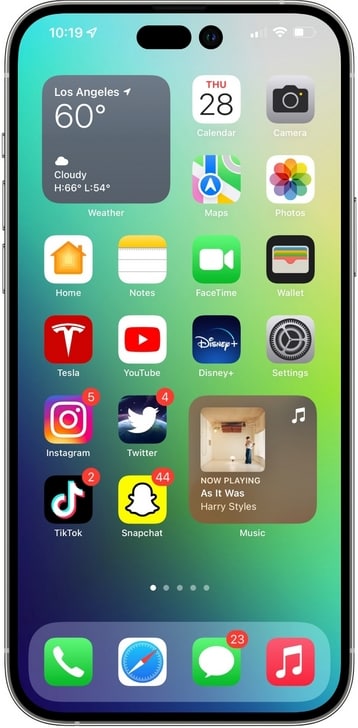 10:19
Los Angeles
60°
Cloudy
H:66° L:54°
Weather
THU
28
Calendar
Camera
Maps
Photos
Home
Notes
FaceTime
Wallet
Tesla
YouTube
Disney+
Disney+
Settings
5
Instagram
4
Twitter
2
TikTok
44
Snapchat
NOW PLAYING
As It Was
Harry Styles
Music
23